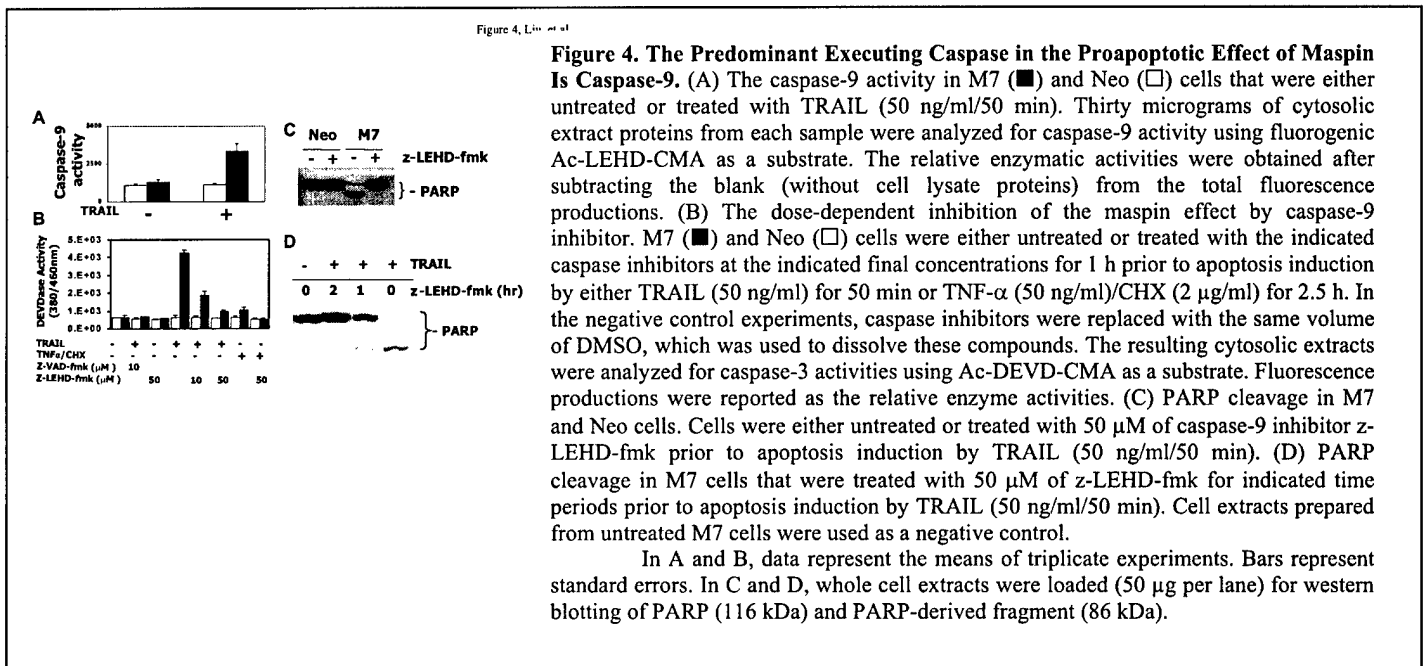 Figure 4,
Figure 4. The Predominant Executing Caspase in the Proapoptotic Effect of Maspin
Is Caspase-9. (A) The caspase-9 activity in M7 (■) and Neo (□) cells that were either
untreated or treated with TRAIL (50 ng/ml/50 min). Thirty micrograms of cytosolic
extract proteins from each sample were analyzed for caspase-9 activity using fluorogenic
Ac-LEHD-CMA as a substrate. The relative enzymatic activities were obtained after
subtracting the blank (without cell lysate proteins) from the total fluorescence
productions. (B) The dose-dependent inhibition of the maspin effect by caspase-9
inhibitor. M7 (■) and Neo (□) cells were either untreated or treated with the indicated
caspase inhibitors at the indicated final concentrations for 1 h prior to apoptosis induction
by either TRAIL (50 ng/ml) for 50 min or TNF-α (50 ng/ml)/CHX (2 μg/ml) for 2.5 h. In
the negative control experiments, caspase inhibitors were replaced with the same volume
of DMSO, which was used to dissolve these compounds. The resulting cytosolic extracts
were analyzed for caspase-3 activities using Ac-DEVD-CMA as a substrate. Fluorescence
productions were reported as the relative enzyme activities. (C) PARP cleavage in M7
and Neo cells. Cells were either untreated or treated with 50 μM of caspase-9 inhibitor z-
LEHD-fmk prior to apoptosis induction by TRAIL (50 ng/ml/50 min). (D) PARP
cleavage in M7 cells that were treated with 50 μM of z-LEHD-fmk for indicated time
periods prior to apoptosis induction by TRAIL (50 ng/ml/50 min). Cell extracts prepared
from untreated M7 cells were used as a negative control.
In A and B, data represent the means of triplicate experiments. Bars represent
standard errors. In C and D, whole cell extracts were loaded (50 μg per lane) for western
blotting of PARP (116 kDa) and PARP-derived fragment (86 kDa).
A
Caspase-9
activity
2500
0
TRAIL - +
B
DEVDase Activity
(380/460nm)
5.E+03
4.E+03
3.E+03
2.E+03
1.E+03
0.E+00
TRAIL - + - + + + - -
TNFα/CHX - - - - - - + +
Z-VAD-fmk (μM) 10
Z-LEHD-fmk (μM) 50 10 50 50
C
Neo M7
- + - + z-LEHD-fmk
- PARP
D
- + + + TRAIL
0 2 1 0 z-LEHD-fmk (hr)
- PARP